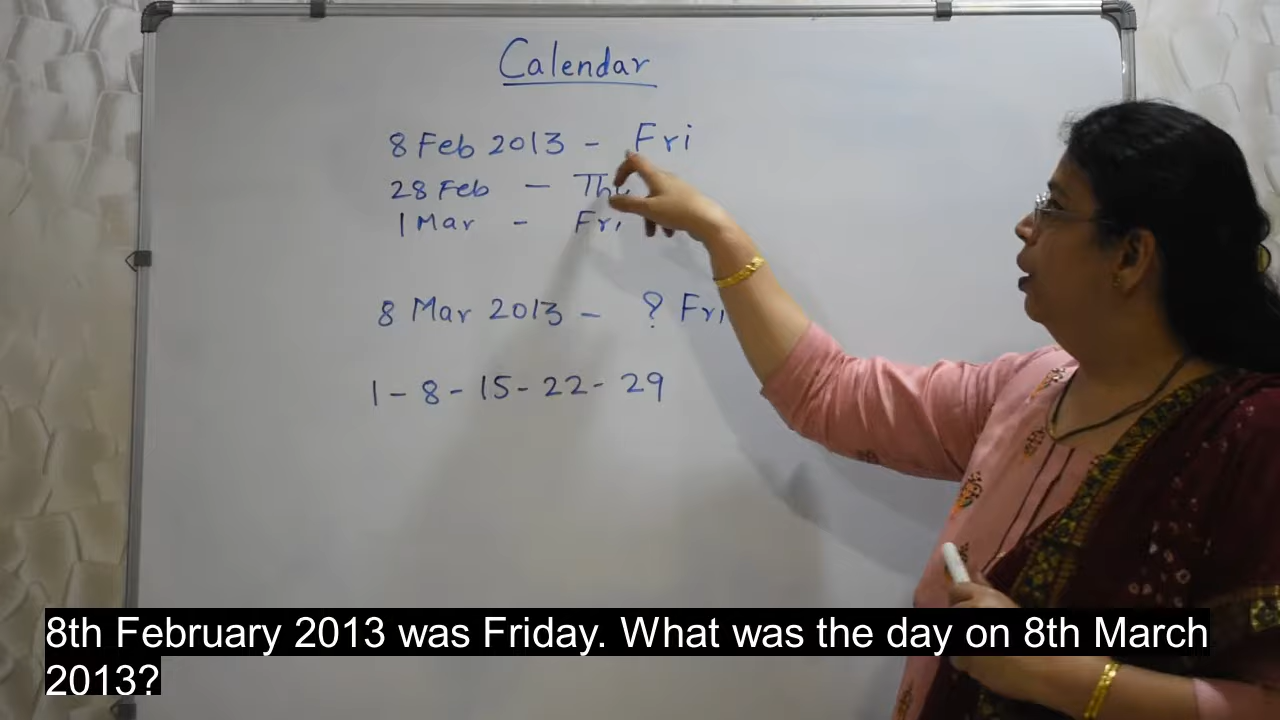 Calendar
8 Feb 2013 - Fri
28 Feb - Thu
1 Mar - Fri
8 Mar 2013 - ? Fri
1 - 8 - 15 - 22 - 29
8th February 2013 was Friday. What was the day on 8th March
2013?